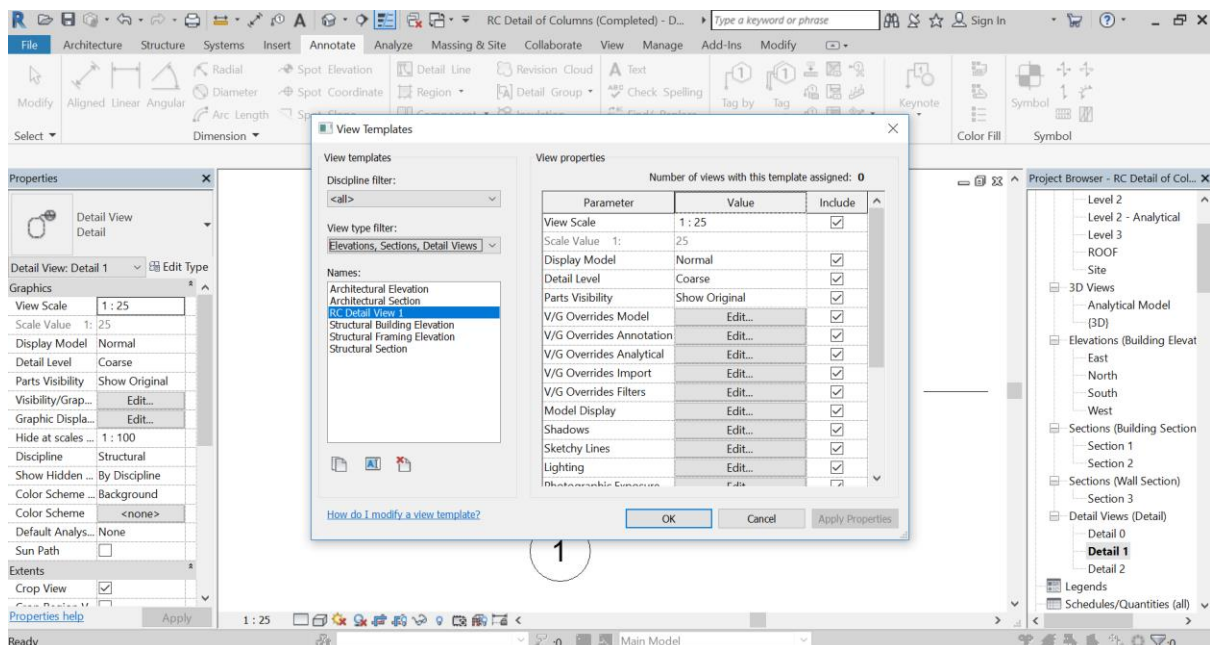 RC Detail of Columns (Completed) - D...
Type a keyword or phrase
Sign In
File Architecture Structure Systems Insert Annotate Analyze Massing & Site Collaborate View Manage Add-Ins Modify
Modify
Aligned Linear Angular
Radial
Diameter
Arc Length
Spot Elevation
Spot Coordinate
Detail Line
Region
Revision Cloud
Detail Group
A Text
Check Spelling
Tag by
Tag
Keynote
Symbol
Select
Dimension
Color Fill
Symbol
Properties
Detail View
Detail
Detail View: Detail 1
Edit Type
Graphics
View Scale 1 : 25
Scale Value 1: 25
Display Model Normal
Detail Level Coarse
Parts Visibility Show Original
Visibility/Grap... Edit...
Graphic Displa... Edit...
Hide at scales ... 1 : 100
Discipline Structural
Show Hidden ... By Discipline
Color Scheme ... Background
Color Scheme <none>
Default Analys... None
Sun Path
Extents
Crop View
Properties help
Apply
View Templates
View templates
Discipline filter:
<all>
View type filter:
Elevations, Sections, Detail Views
Names:
Architectural Elevation
Architectural Section
RC Detail View 1
Structural Building Elevation
Structural Framing Elevation
Structural Section
How do I modify a view template?
View properties
Number of views with this template assigned: 0
Parameter Value Include
View Scale 1 : 25
Scale Value 1: 25
Display Model Normal
Detail Level Coarse
Parts Visibility Show Original
V/G Overrides Model Edit...
V/G Overrides Annotation Edit...
V/G Overrides Analytical Edit...
V/G Overrides Import Edit...
V/G Overrides Filters Edit...
Model Display Edit...
Shadows Edit...
Sketchy Lines Edit...
Lighting Edit...
Photographic Exposure Edit...
OK Cancel Apply Properties
1
Project Browser - RC Detail of Col...
Level 2
Level 2 - Analytical
Level 3
ROOF
Site
3D Views
Analytical Model
{3D}
Elevations (Building Elevat
East
North
South
West
Sections (Building Section
Section 1
Section 2
Sections (Wall Section)
Section 3
Detail Views (Detail)
Detail 0
Detail 1
Detail 2
Legends
Schedules/Quantities (all)
1 : 25
Ready
:0
Main Model
:0